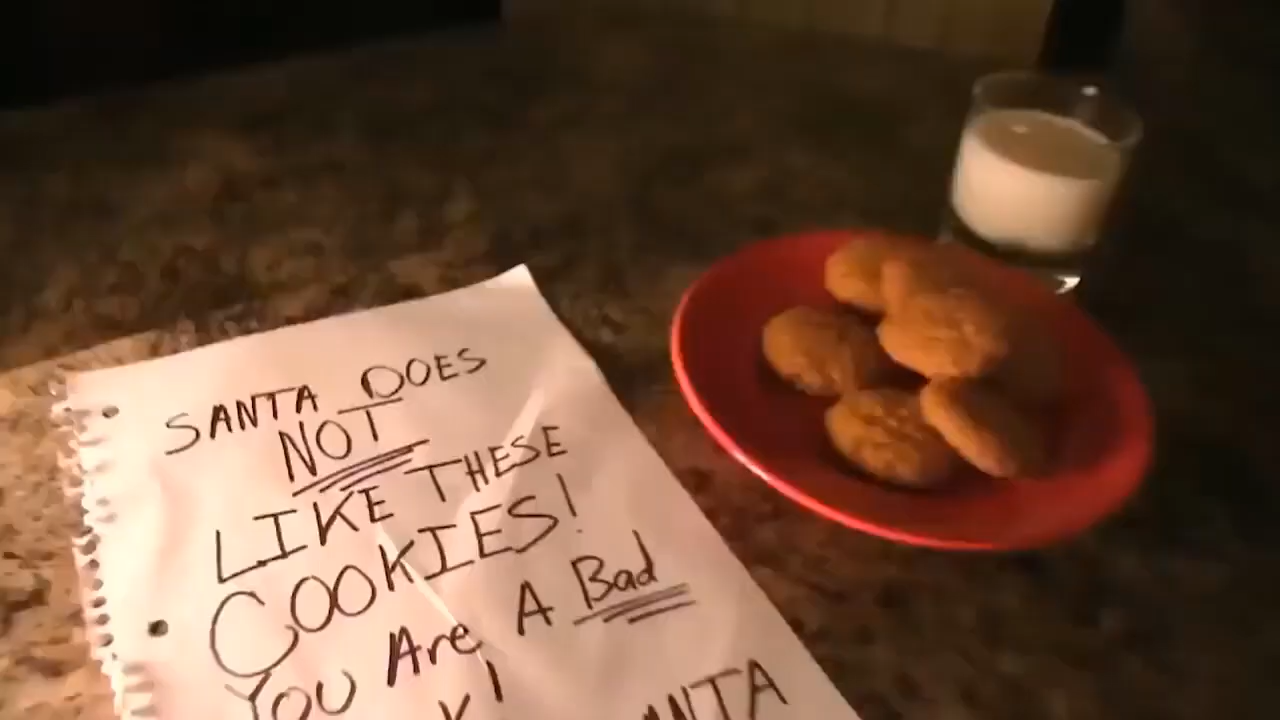 SANTA DOES
NOT
LIKE THESE
COOKIES!
YOU Are A Bad